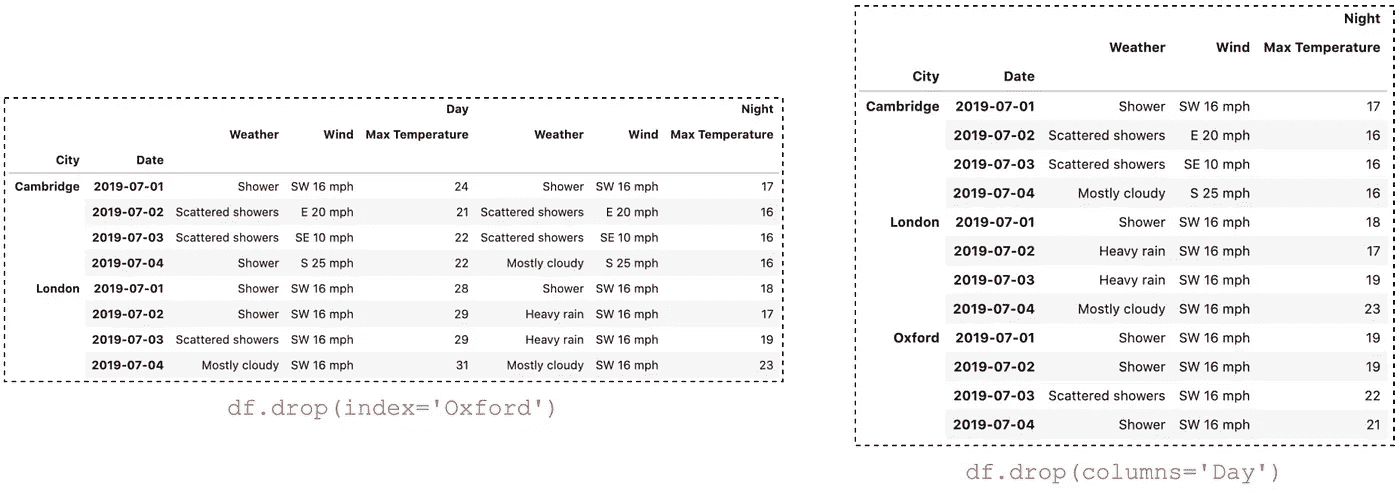 Day Night
Weather Wind Max Temperature Weather Wind Max Temperature
City Date
Cambridge 2019-07-01 Shower SW 16 mph 24 Shower SW 16 mph 17
2019-07-02 Scattered showers E 20 mph 21 Scattered showers E 20 mph 16
2019-07-03 Scattered showers SE 10 mph 22 Scattered showers SE 10 mph 16
2019-07-04 Shower S 25 mph 22 Mostly cloudy S 25 mph 16
London 2019-07-01 Shower SW 16 mph 28 Shower SW 16 mph 18
2019-07-02 Shower SW 16 mph 29 Heavy rain SW 16 mph 17
2019-07-03 Scattered showers SW 16 mph 29 Heavy rain SW 16 mph 19
2019-07-04 Mostly cloudy SW 16 mph 31 Mostly cloudy SW 16 mph 23
df.drop(index='Oxford')
Night
Weather Wind Max Temperature
City Date
Cambridge 2019-07-01 Shower SW 16 mph 17
2019-07-02 Scattered showers E 20 mph 16
2019-07-03 Scattered showers SE 10 mph 16
2019-07-04 Mostly cloudy S 25 mph 16
London 2019-07-01 Shower SW 16 mph 18
2019-07-02 Heavy rain SW 16 mph 17
2019-07-03 Heavy rain SW 16 mph 19
2019-07-04 Mostly cloudy SW 16 mph 23
Oxford 2019-07-01 Shower SW 16 mph 19
2019-07-02 Shower SW 16 mph 19
2019-07-03 Scattered showers SW 16 mph 22
2019-07-04 Shower SW 16 mph 21
df.drop(columns='Day')